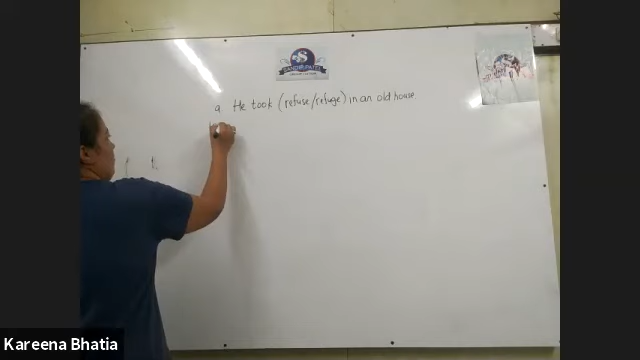 a. He took (refuse/refuge) in an old house.
Kareena Bhatia